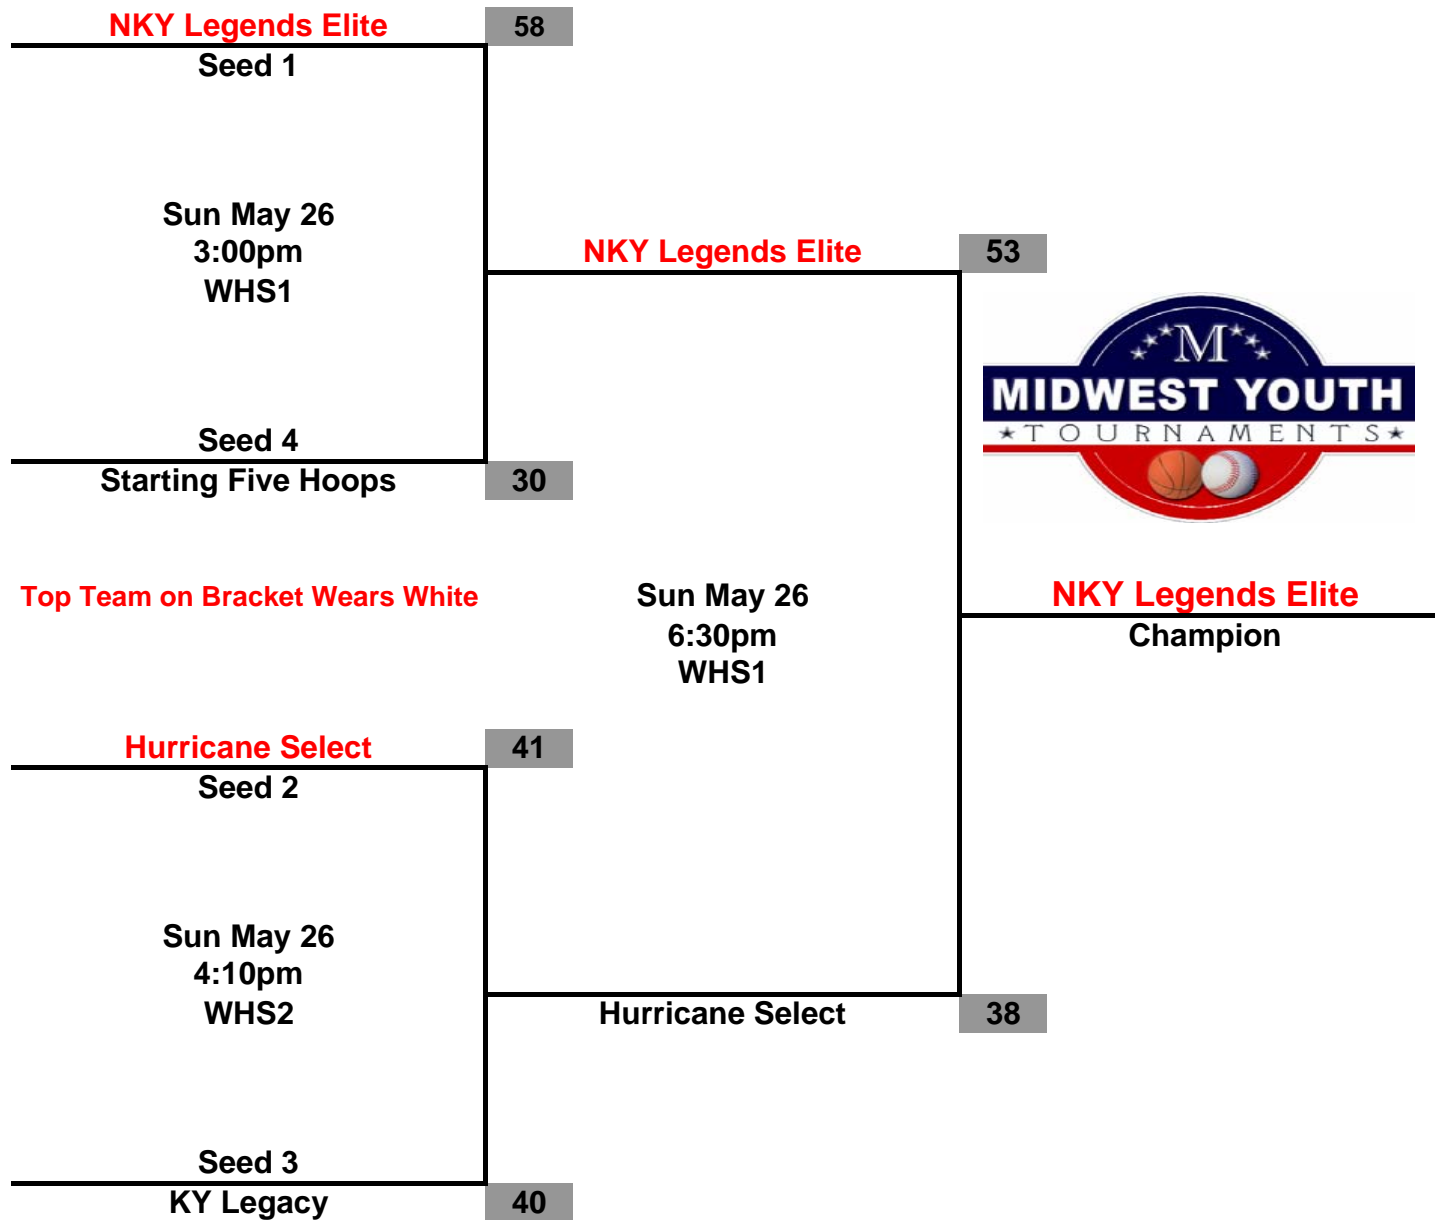 NKY Legends Elite 58
Seed 1
Sun May 26
3:00pm
WHS1
Seed 4
Starting Five Hoops 30
NKY Legends Elite 53
M
MIDWEST YOUTH
TOURNAMENTS
Top Team on Bracket Wears White
Sun May 26
6:30pm
WHS1
NKY Legends Elite
Champion
Hurricane Select 41
Seed 2
Sun May 26
4:10pm
WHS2
Hurricane Select 38
Seed 3
KY Legacy 40